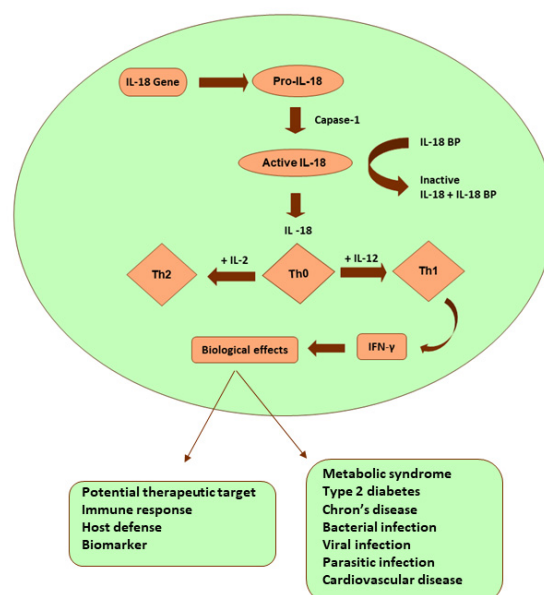 IL-18 Gene
Pro-IL-18
Capase-1
Active IL-18
IL-18 BP
Inactive
IL-18 + IL-18 BP
IL -18
Th2
+ IL-2
Th0
+ IL-12
Th1
Biological effects
IFN-γ
Potential therapeutic target
Immune response
Host defense
Biomarker
Metabolic syndrome
Type 2 diabetes
Chron's disease
Bacterial infection
Viral infection
Parasitic infection
Cardiovascular disease